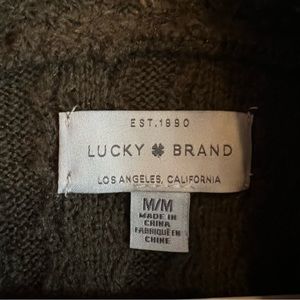 EST.1990
LUCKY BRAND
LOS ANGELES, CALIFORNIA
M/M
MADE IN
CHINA
FABRIQUÉ EN
CHINE